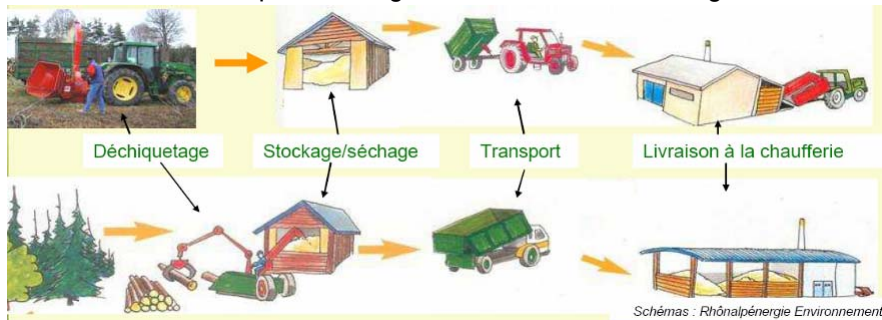 Déchiquetage
Stockage/séchage
Transport
Livraison à la chaufferie
Schémas : Rhônalpénergie Environnement